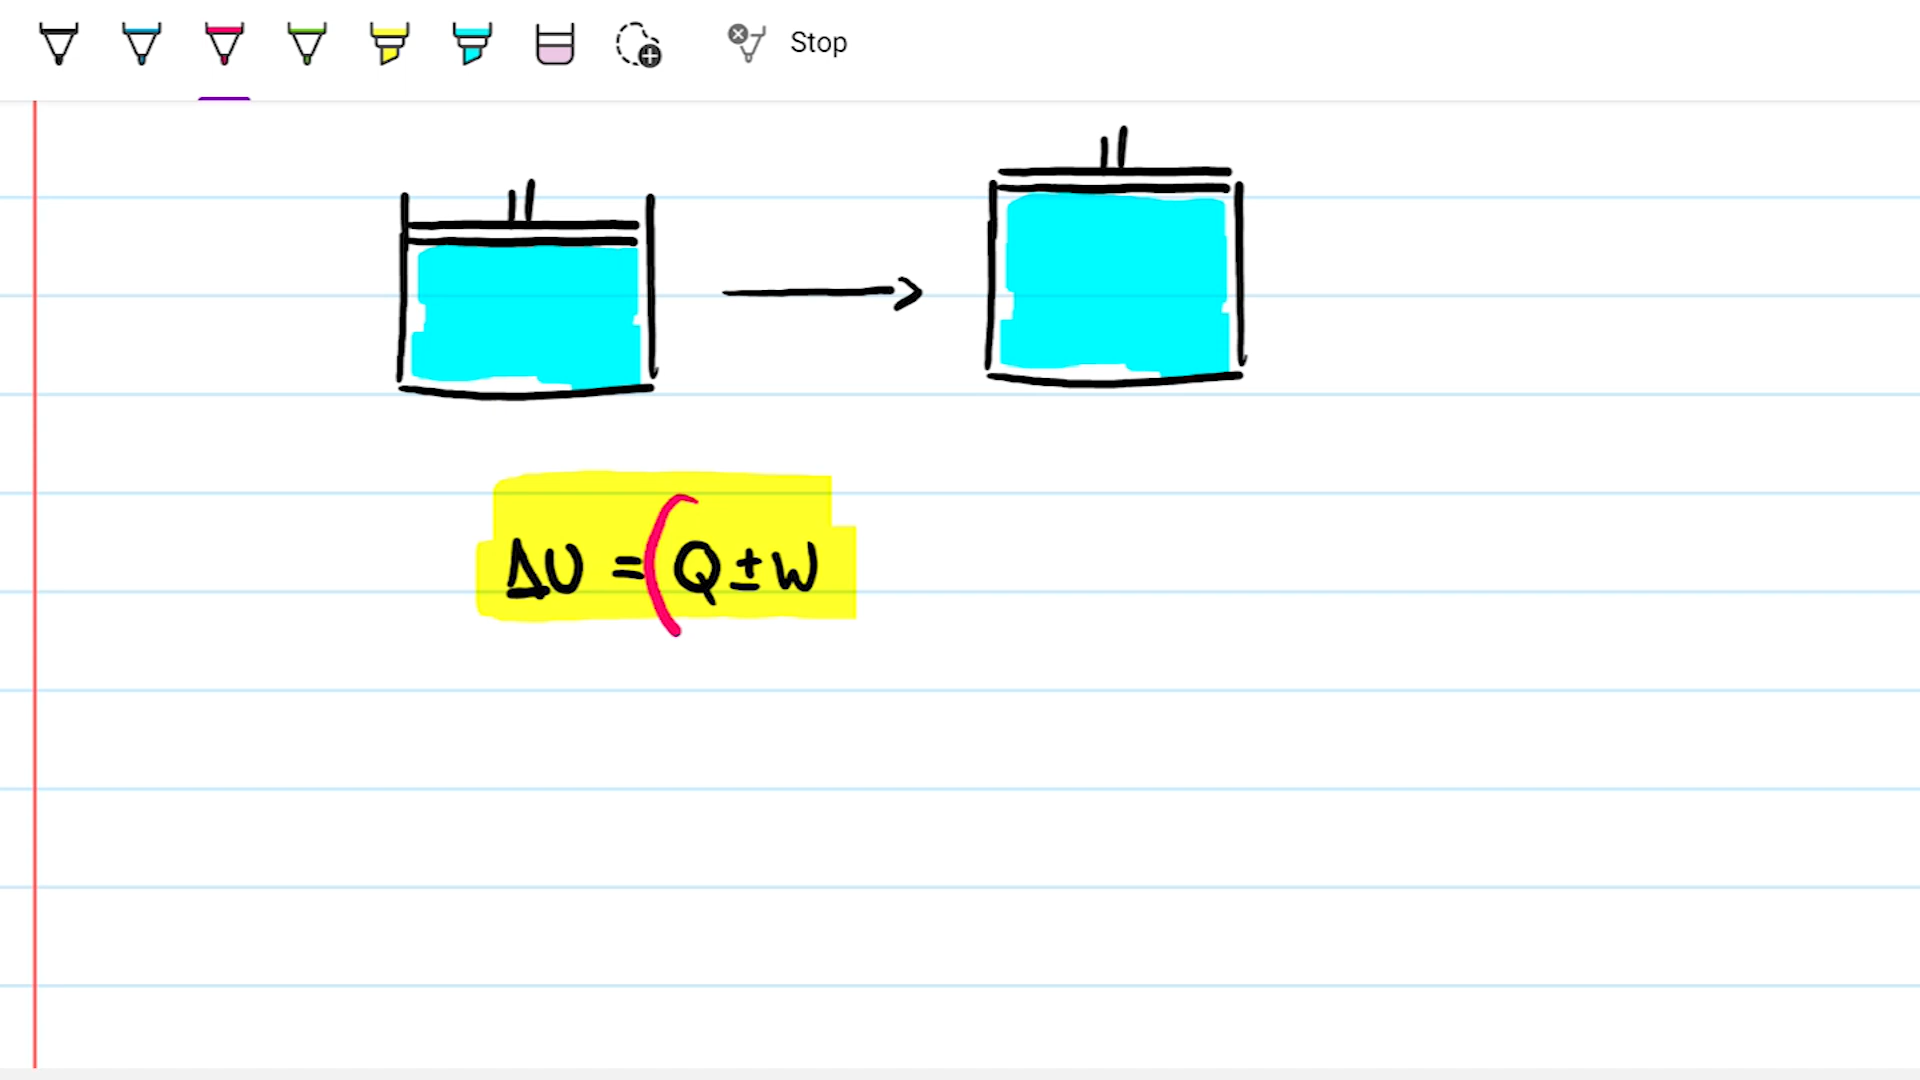 Stop
ΔU = (Q ± W